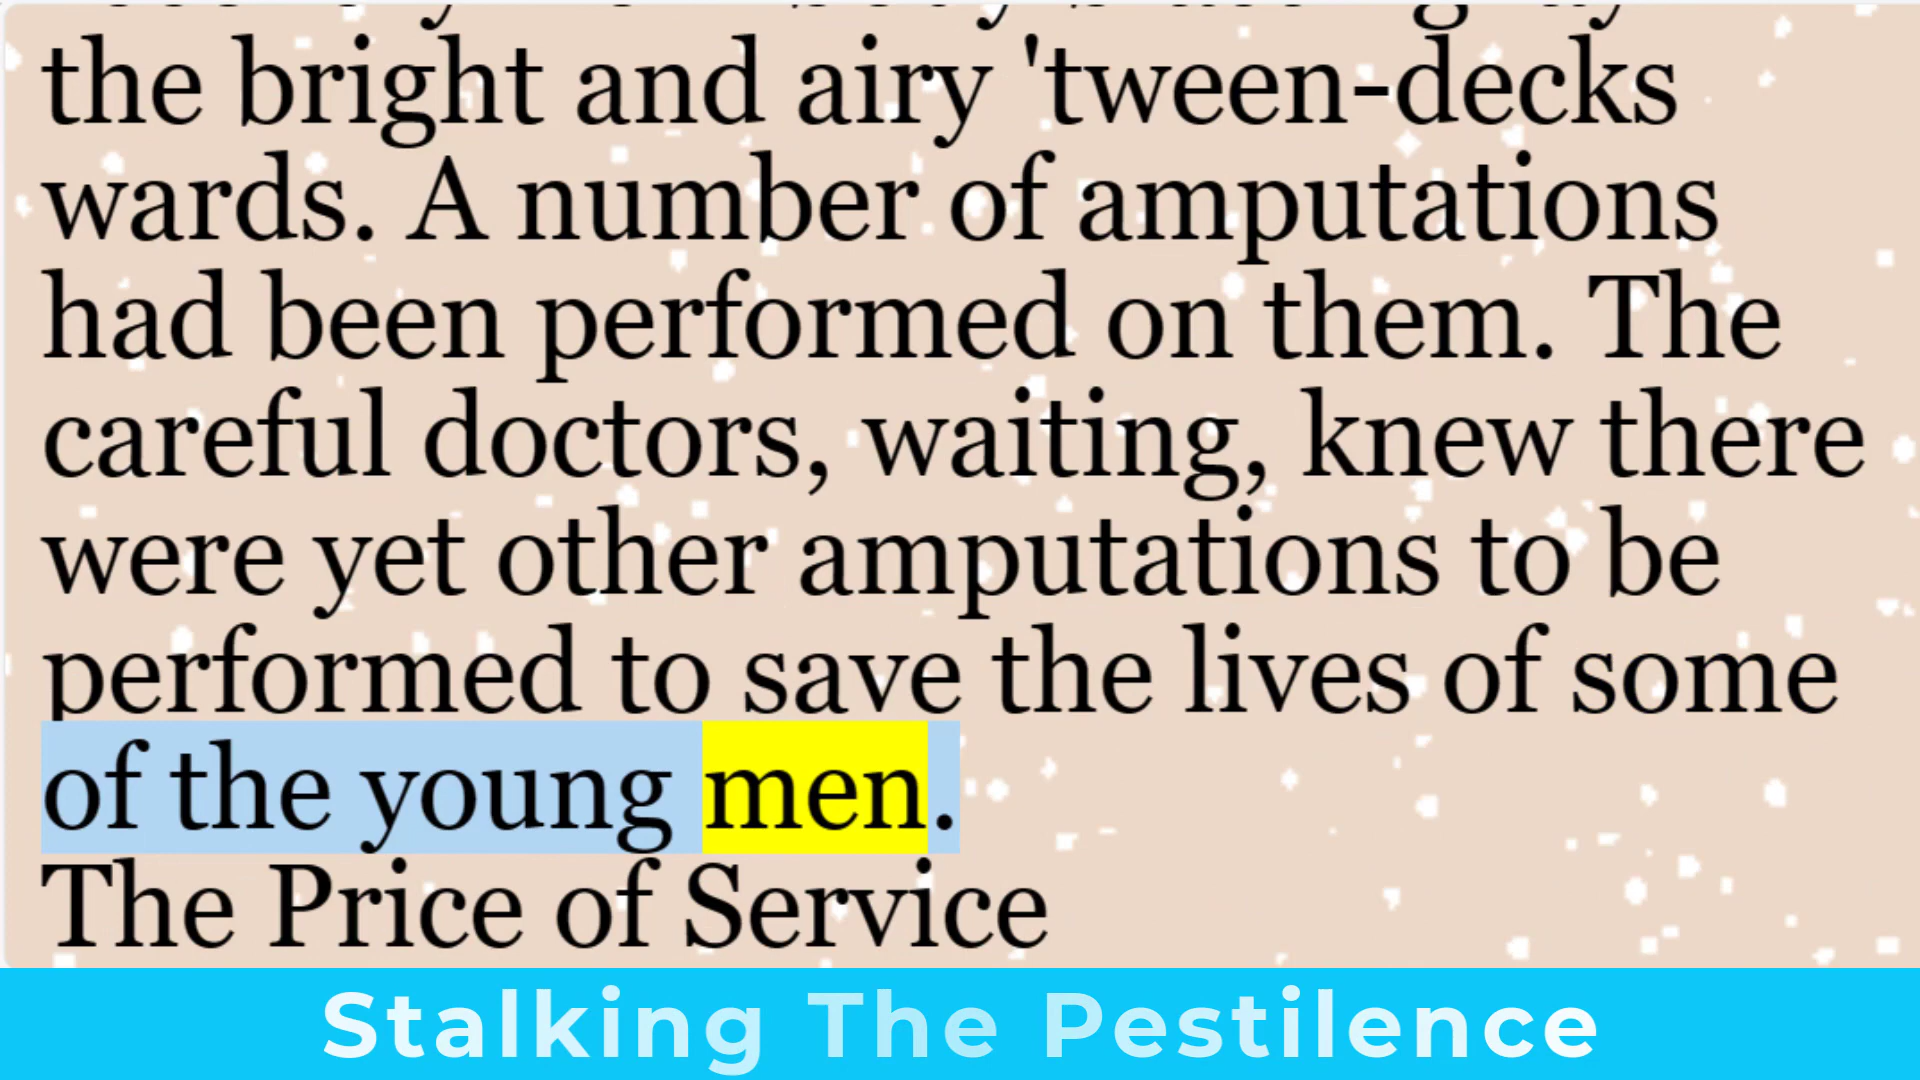 the bright and airy 'tween-decks
wards. A number of amputations
had been performed on them. The
careful doctors, waiting, knew there
were yet other amputations to be
performed to save the lives of some
of the young men.
The Price of Service
Stalking The Pestilence